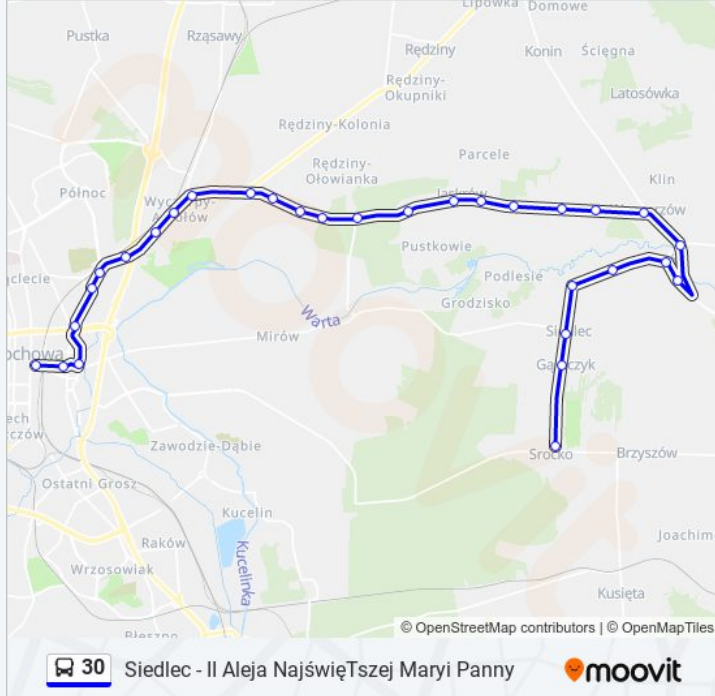 Lipówka
Domowe
Pustka
Rząsawy
Rędziny
Konin
Ścięgna
Rędziny-
Okupniki
Latosówka
Rędziny-Kolonia
Rędziny-
Ołowianka
Parcele
Północ
Klin
Pustkowie
Podlesie
Grodzisko
Warta
Mirów
Zawodzie-Dąbie
Srocko
Brzyszów
Ostatni Grosz
Kucelin
Raków
Kucelinka
Wrzosowiak
Kusięta
© OpenStreetMap contributors | © OpenMapTiles
30
Siedlec - II Aleja NajświęTszej Maryi Panny
moovit